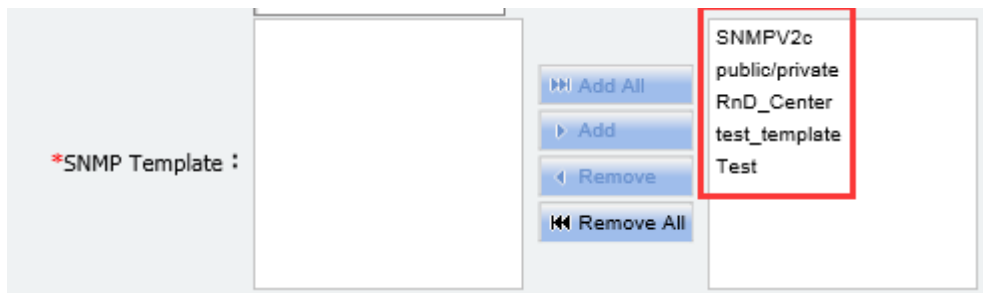 *SNMP Template：
Add All
Add
Remove
Remove All
SNMPV2c
public/private
RnD_Center
test_template
Test